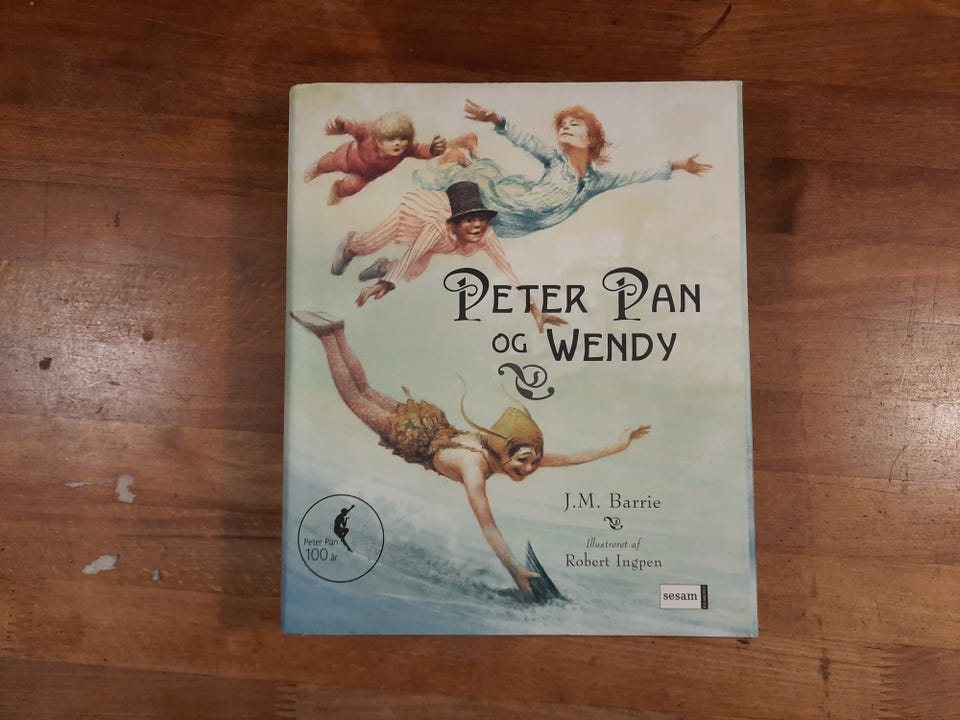 Peter Pan
og Wendy
J.M. Barrie
Illustreret af
Robert Ingpen
Peter Pan
100 år
sesam